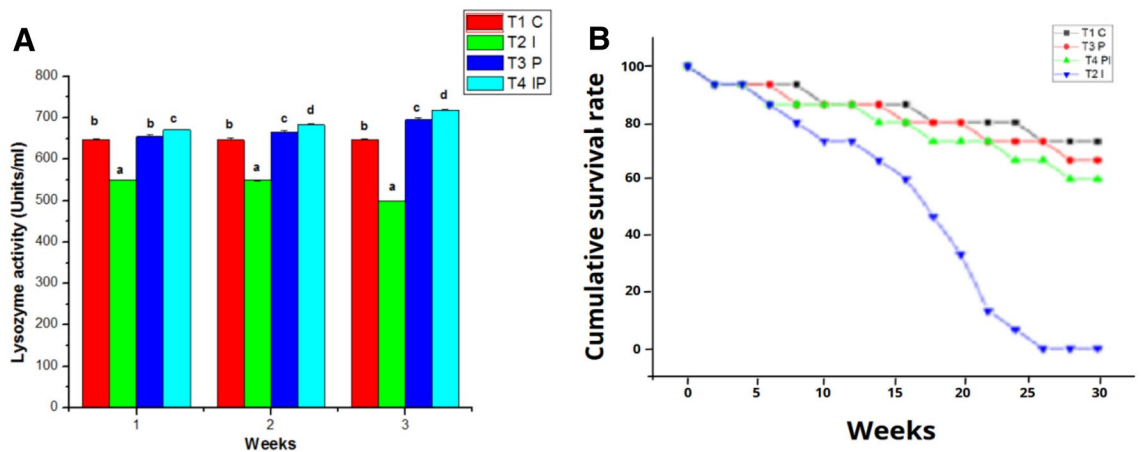 A
T1 C
T2 I
T3 P
T4 IP
Lysozyme activity (Units/ml)
800
700
600
500
400
300
200
100
0
b
a
b
c
b
a
c
d
b
a
c
d
1
2
3
Weeks
B
T1 C
T3 P
T4 PI
T2 I
Cumulative survival rate
100
80
60
40
20
0
0
5
10
15
20
25
30
Weeks